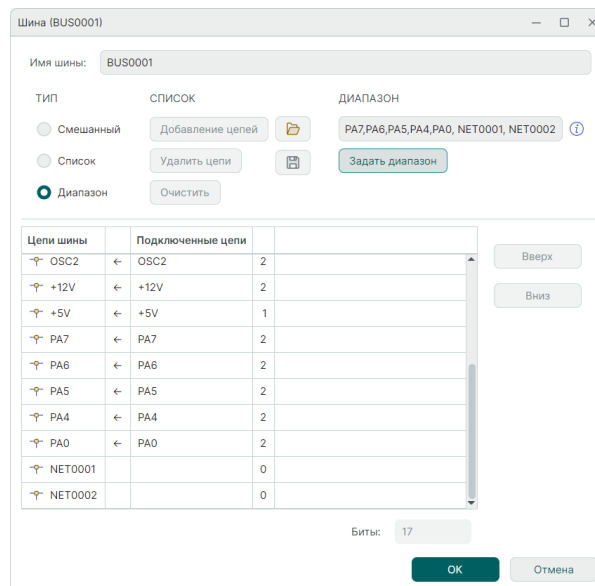 Шина (BUS0001)
Имя шины: BUS0001
ТИП СПИСОК ДИАПАЗОН
Смешанный Добавление цепей PA7,PA6,PA5,PA4,PA0, NET0001, NET0002
Список Удалить цепи Задать диапазон
Диапазон Очистить
Цепи шины Подключенные цепи
OSC2 ← OSC2 2
+12V ← +12V 2
+5V ← +5V 1
PA7 ← PA7 2
PA6 ← PA6 2
PA5 ← PA5 2
PA4 ← PA4 2
PA0 ← PA0 2
NET0001 0
NET0002 0
Вверх
Вниз
Биты: 17
OK Отмена